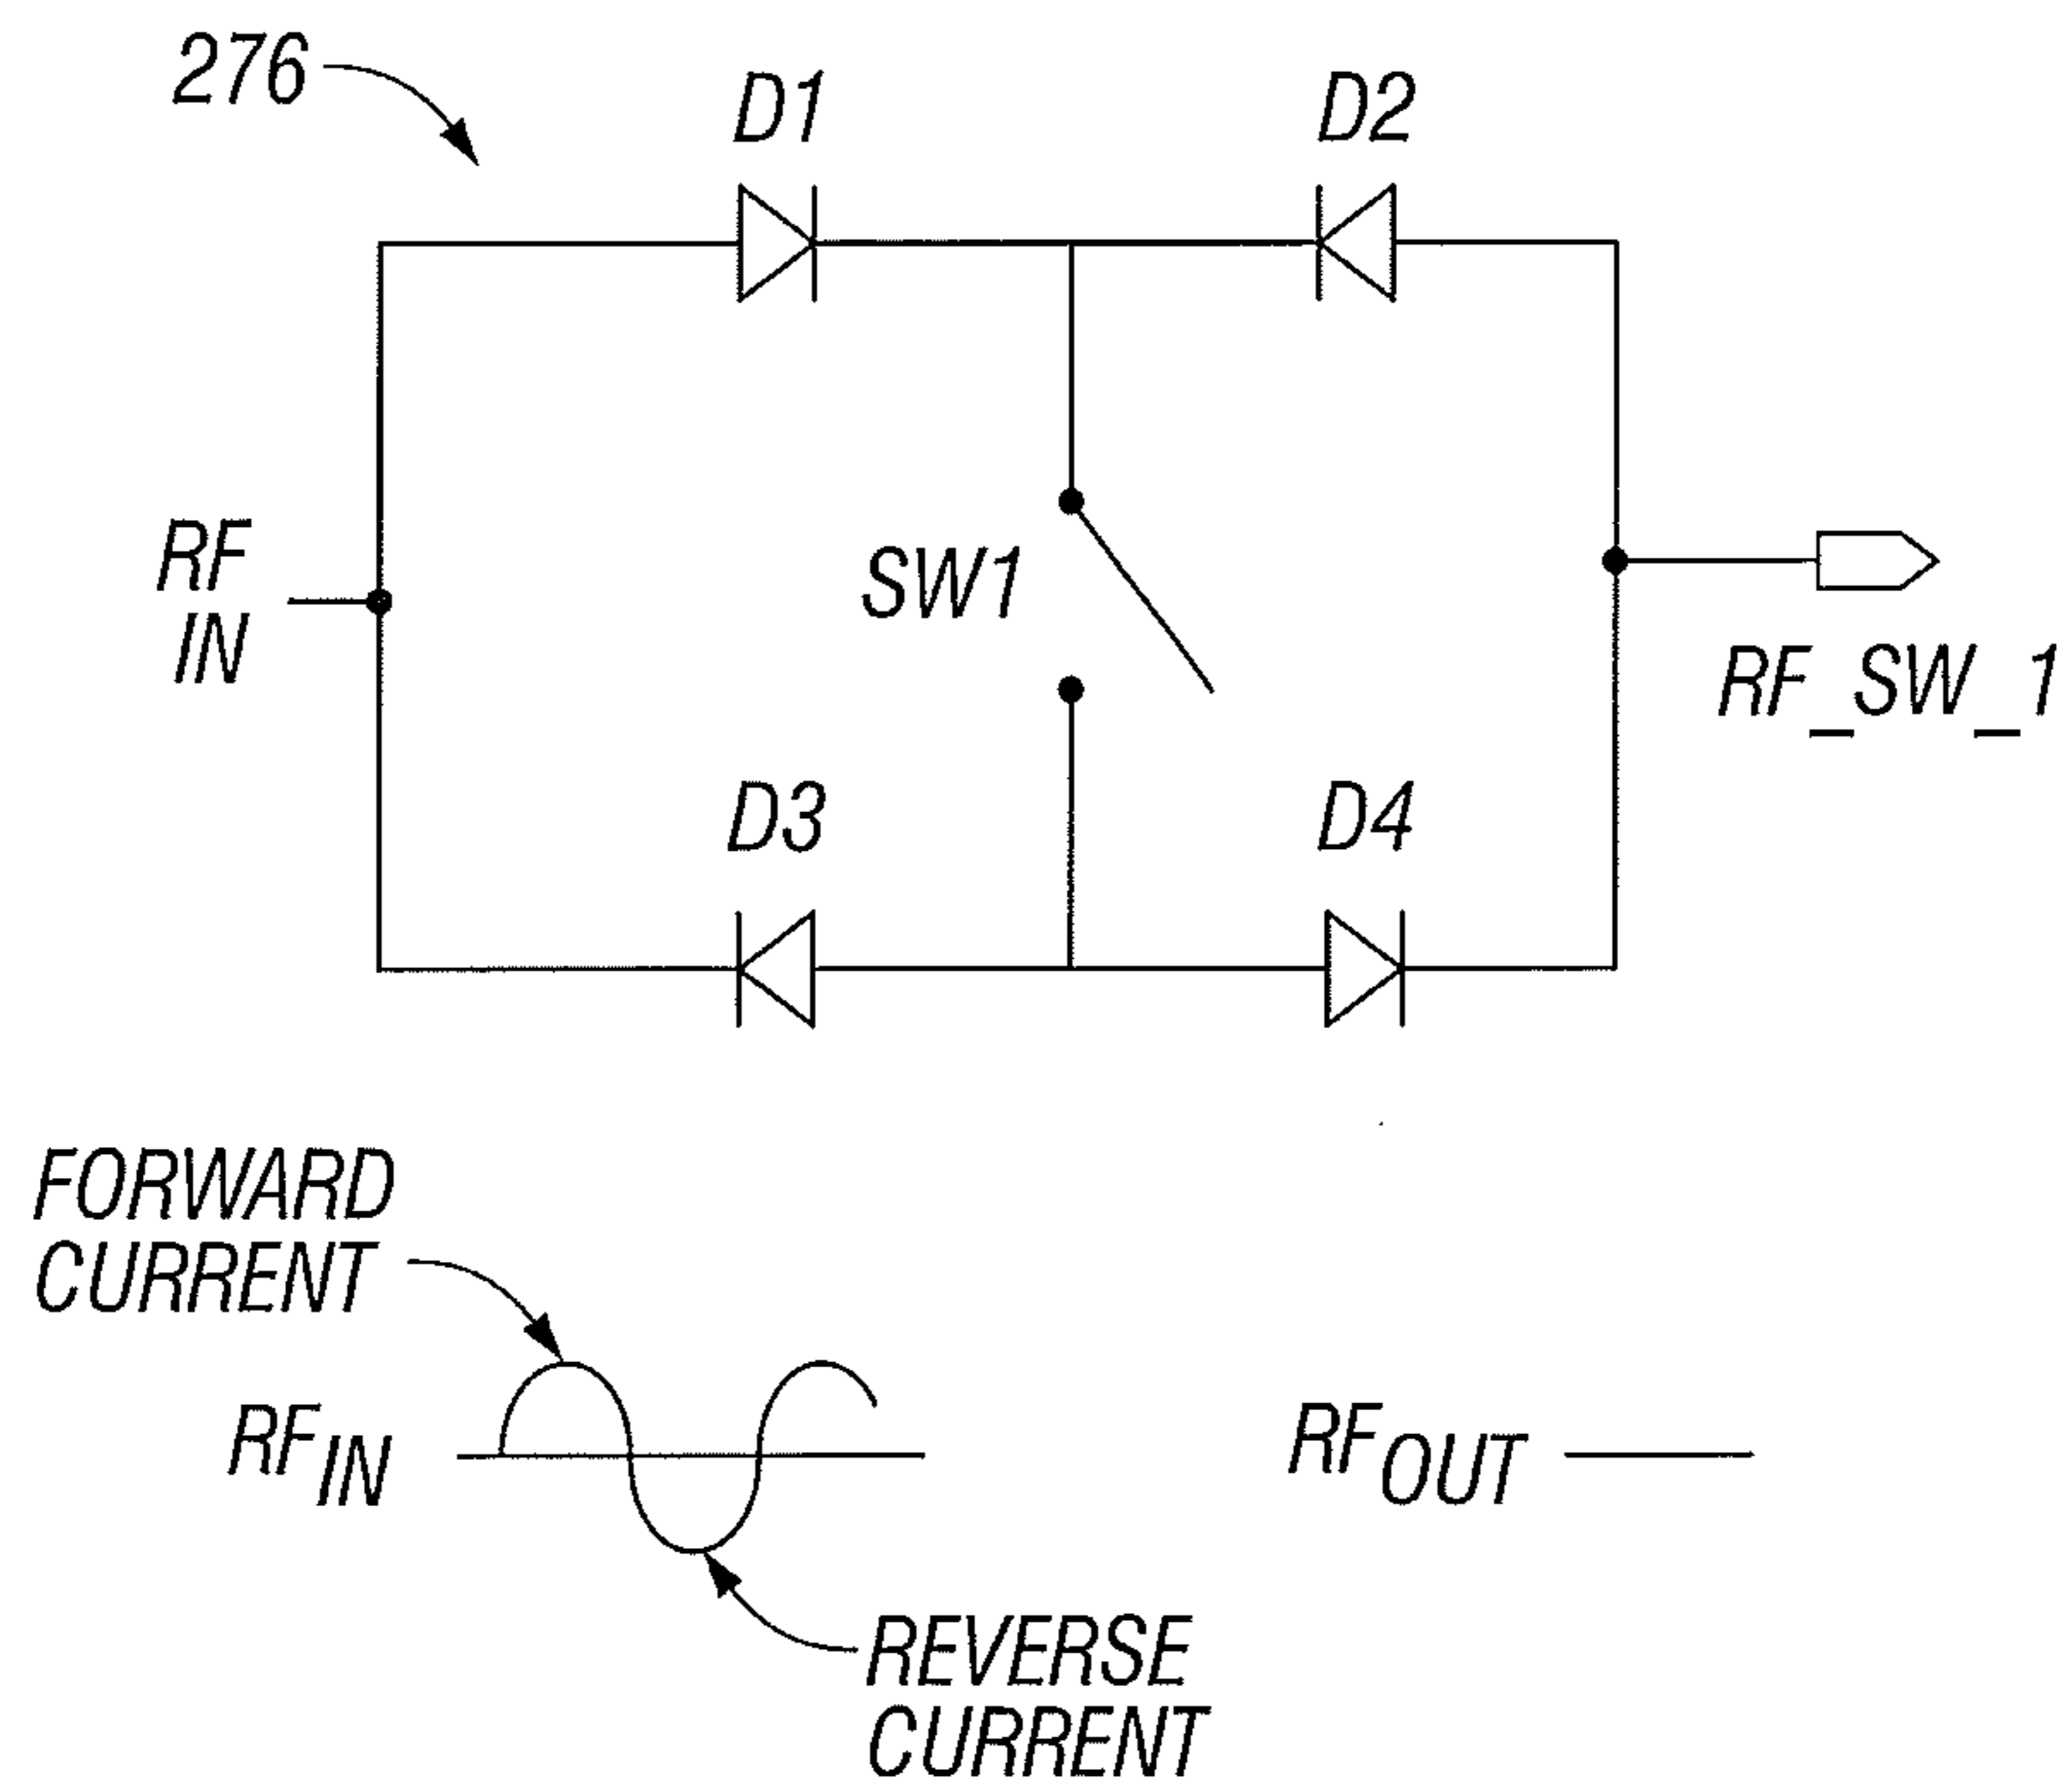 276
D1
D2
RF
IN
SW1
RF_SW_1
D3
D4
FORWARD
CURRENT
RFIN
RFOUT
REVERSE
CURRENT